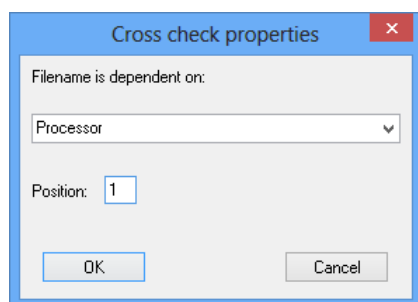 Cross check properties
Filename is dependent on:
Processor
Position: 1
OK Cancel